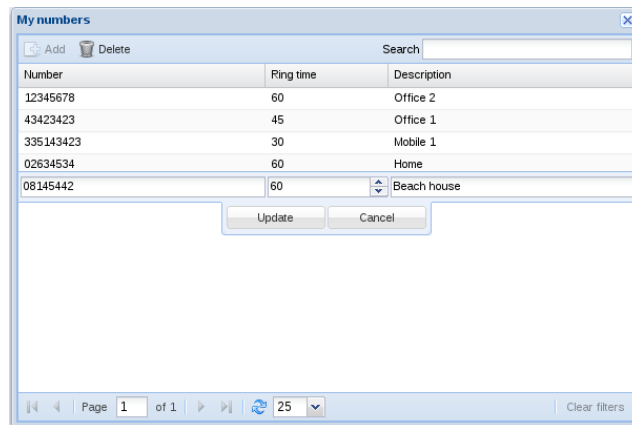 My numbers
Add Delete Search
Number Ring time Description
12345678 60 Office 2
43423423 45 Office 1
335143423 30 Mobile 1
02634534 60 Home
08145442 60 Beach house
Update Cancel
Page 1 of 1 25 Clear filters